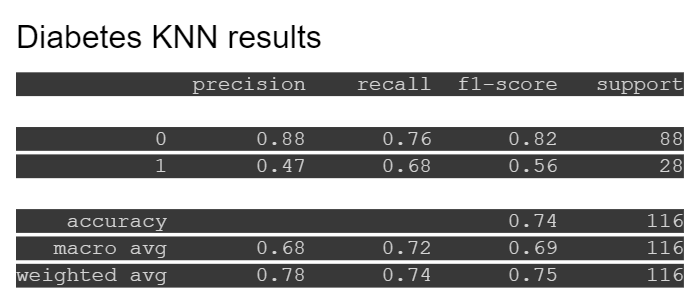 Diabetes KNN results
precision recall f1-score support
0 0.88 0.76 0.82 88
1 0.47 0.68 0.56 28
accuracy 0.74 116
macro avg 0.68 0.72 0.69 116
weighted avg 0.78 0.74 0.75 116